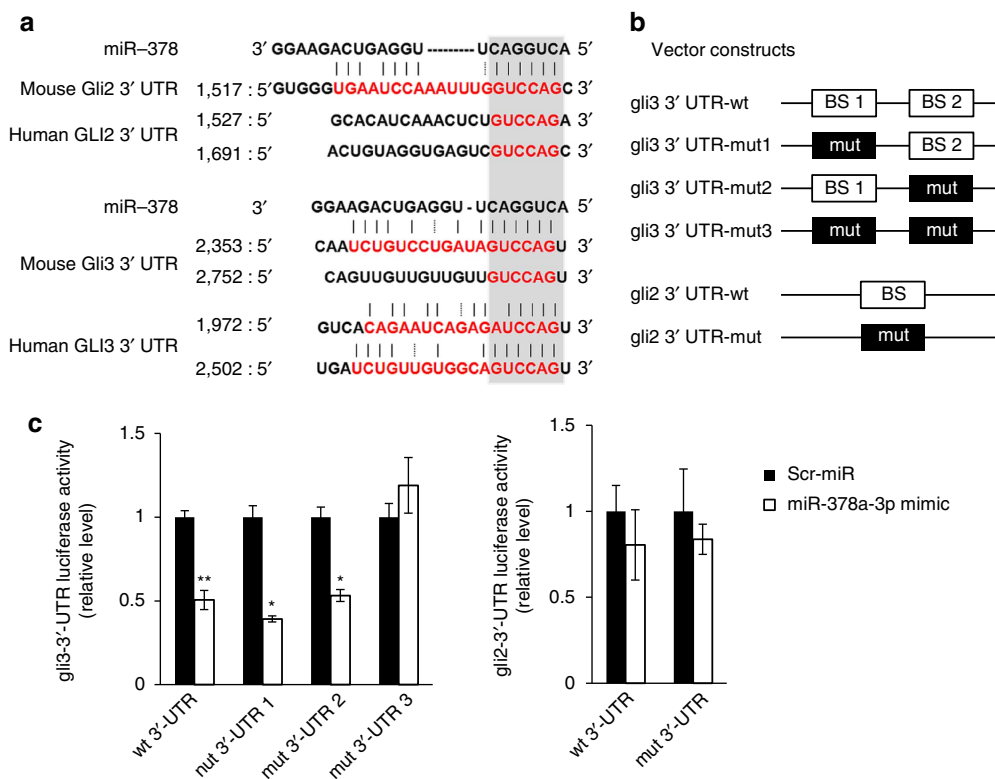 a
miR–378 3′ GGAAGACUGAGGU ---------UCAGGUCA 5′
Mouse Gli2 3′ UTR 1,517 : 5′ GUGGGUGAAUCCAAAUUUGGUCCAGC 3′
Human GLI2 3′ UTR 1,527 : 5′ GCACAUCAAACUCUGUCCAGA 3′
1,691 : 5′ ACUGUAGGUGAGUCGUCCAGC 3′
miR–378 3′ GGAAGACUGAGGU - UCAGGUCA 5′
Mouse Gli3 3′ UTR 2,353 : 5′ CAAUCUGUCCUGAUAGUCCAGU 3′
2,752 : 5′ CAGUUGUUGUUGUUGUCCAGU 3′
Human GLI3 3′ UTR 1,972 : 5′ GUCACAGAAUCAGAGAUCCAGU 3′
2,502 : 5′ UGAUCUGUUGUGGCAGUCCAGU 3′
b
Vector constructs
gli3 3′ UTR-wt BS 1 BS 2
gli3 3′ UTR-mut1 mut BS 2
gli3 3′ UTR-mut2 BS 1 mut
gli3 3′ UTR-mut3 mut mut
gli2 3′ UTR-wt BS
gli2 3′ UTR-mut mut
c
gli3-3′-UTR luciferase activity
(relative level)
1.5
1
0.5
0
**
*
*
wt 3′-UTR
nut 3′-UTR 1
mut 3′-UTR 2
mut 3′-UTR 3
gli2-3′-UTR luciferase activity
(relative level)
1.5
1
0.5
0
wt 3′-UTR
mut 3′-UTR
Scr-miR
miR-378a-3p mimic